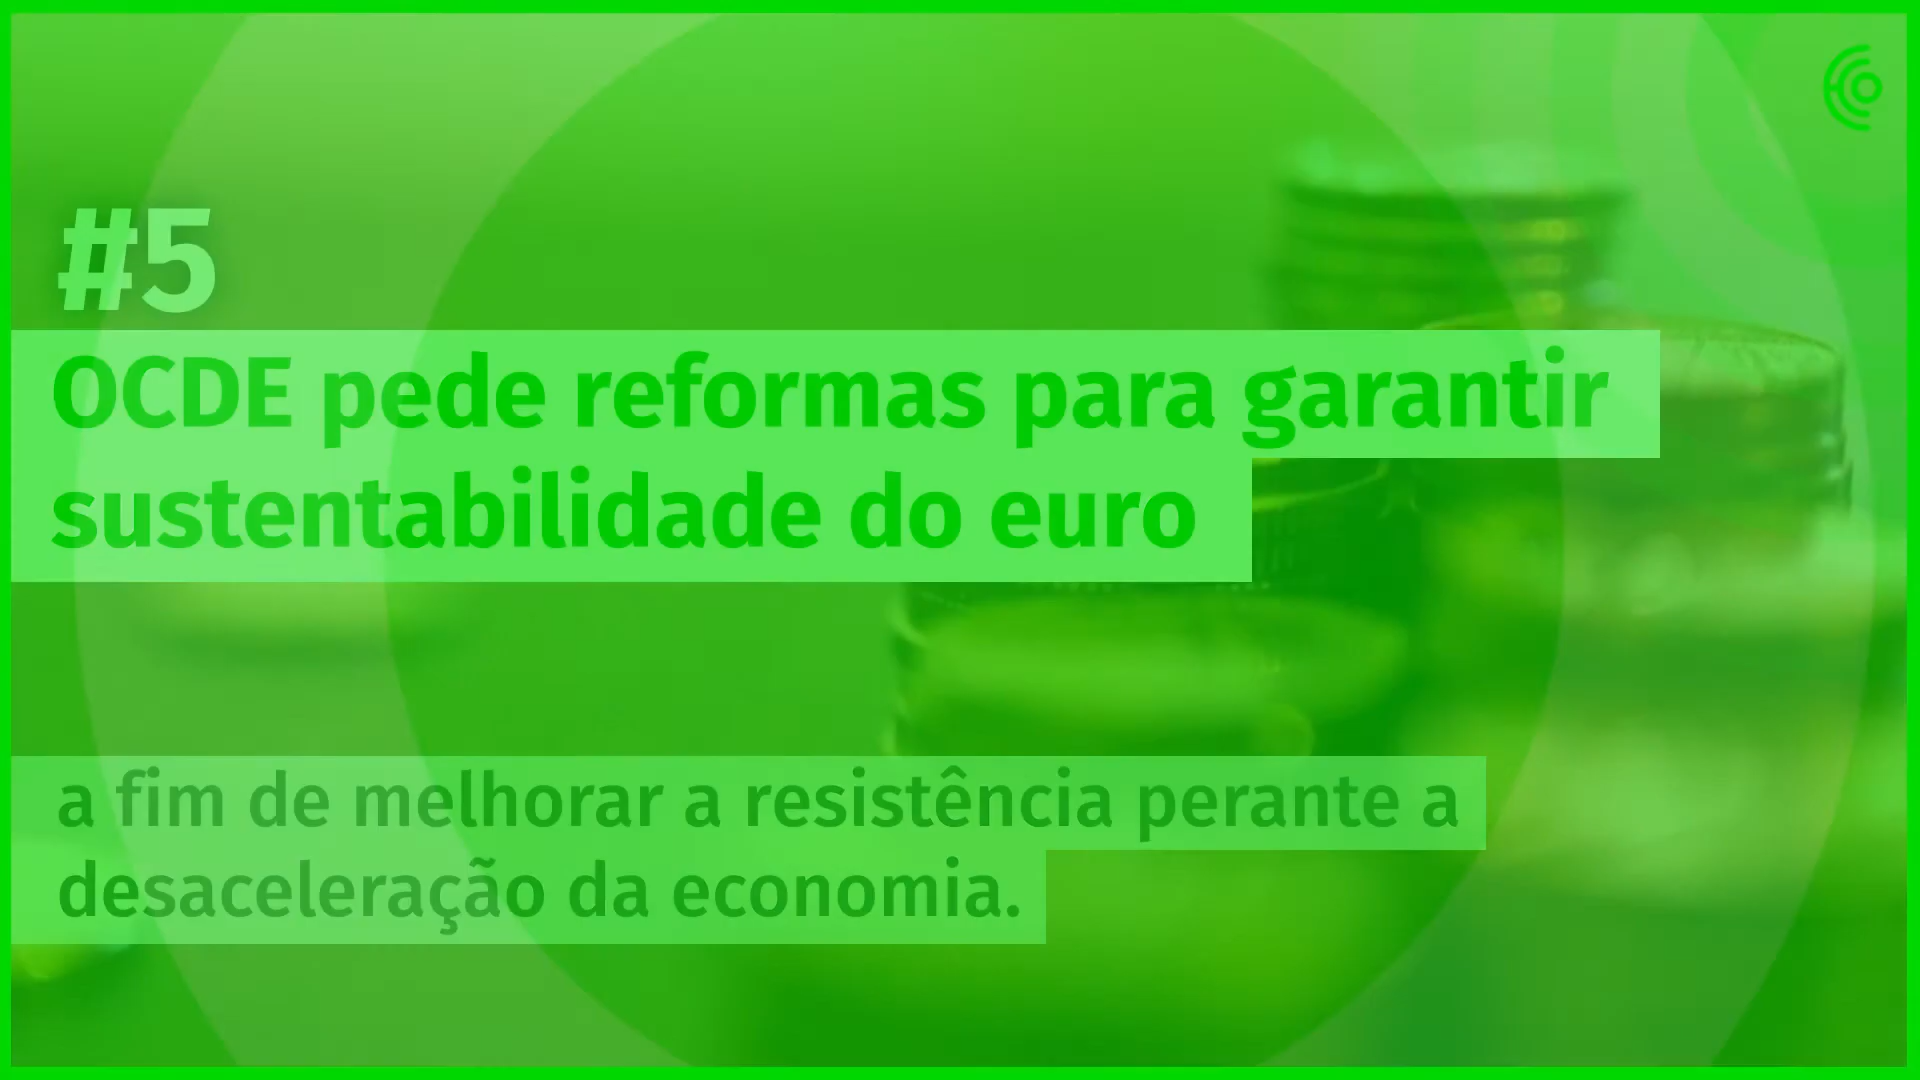 #5
OCDE pede reformas para garantir
sustentabilidade do euro
a fim de melhorar a resistência perante a
desaceleração da economia.